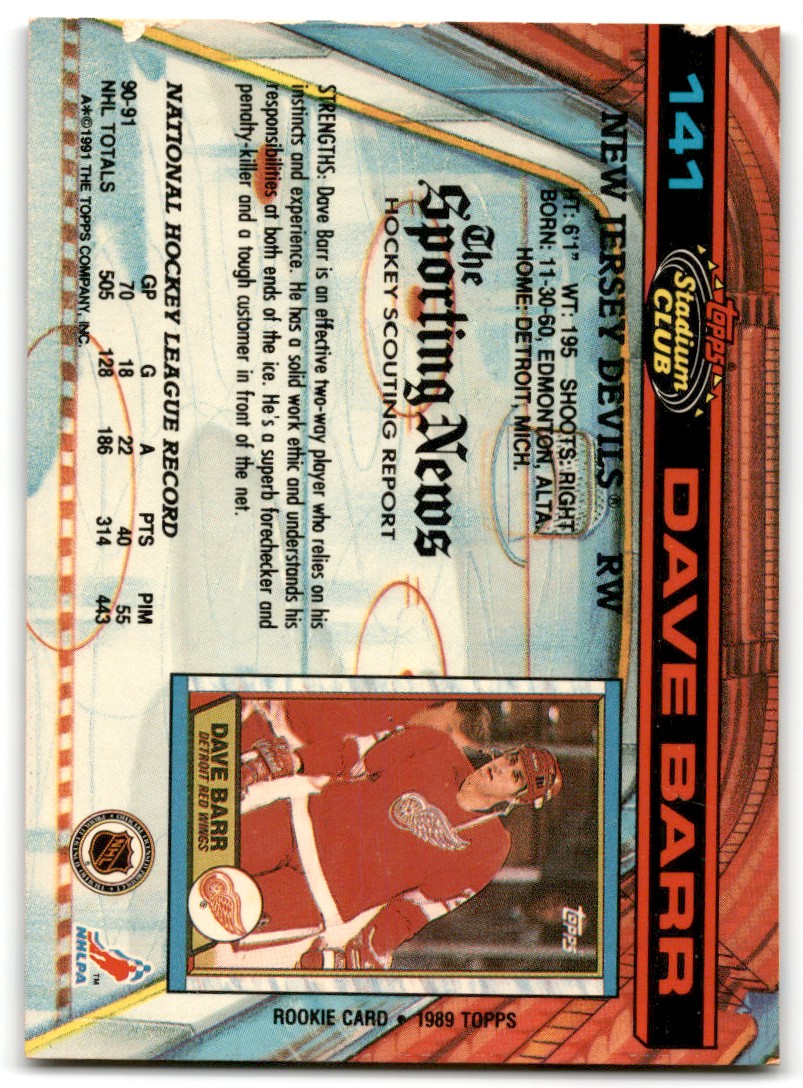 141
topps
Stadium
CLUB
DAVE BARR
NEW JERSEY DEVILS® RW
HT: 6'1" WT: 195 SHOOTS: RIGHT
BORN: 11-30-60, EDMONTON, ALTA.
HOME: DETROIT, MICH.
The
Sporting News
HOCKEY SCOUTING REPORT
STRENGTHS: Dave Barr is an effective two-way player who relies on his
instincts and experience. He has a solid work ethic and understands his
responsibilities at both ends of the ice. He's a superb forechecker and
penalty-killer and a tough customer in front of the net.
NATIONAL HOCKEY LEAGUE RECORD
GP G A PTS PIM
90-91 70 18 22 40 55
NHL TOTALS 505 128 186 314 443
A*©1991 THE TOPPS COMPANY, INC.
topps
DAVE BARR
DETROIT RED WINGS
®
ROOKIE CARD • 1989 TOPPS
NHL
NHLPA
TM